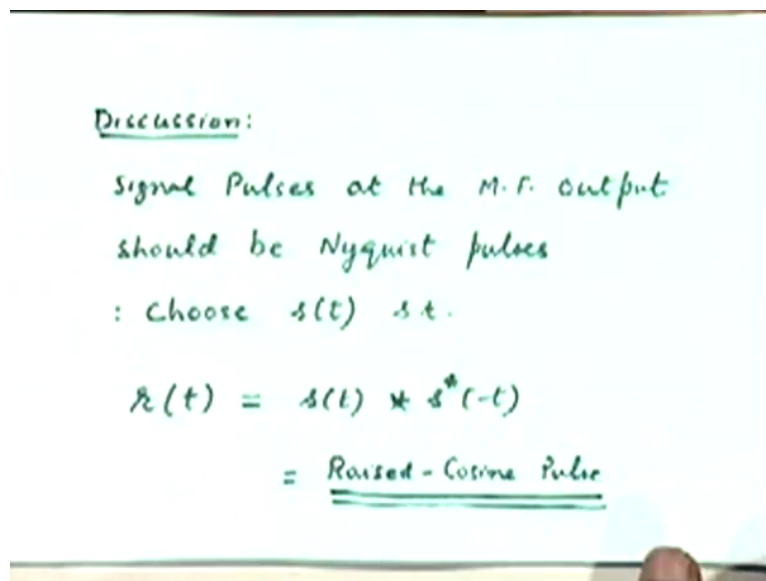 Discussion:
Signal Pulses at the M.F. output
should be Nyquist pulses
: Choose s(t) s.t.
r(t) = s(t) * s*(-t)
= Raised-Cosine Pulse